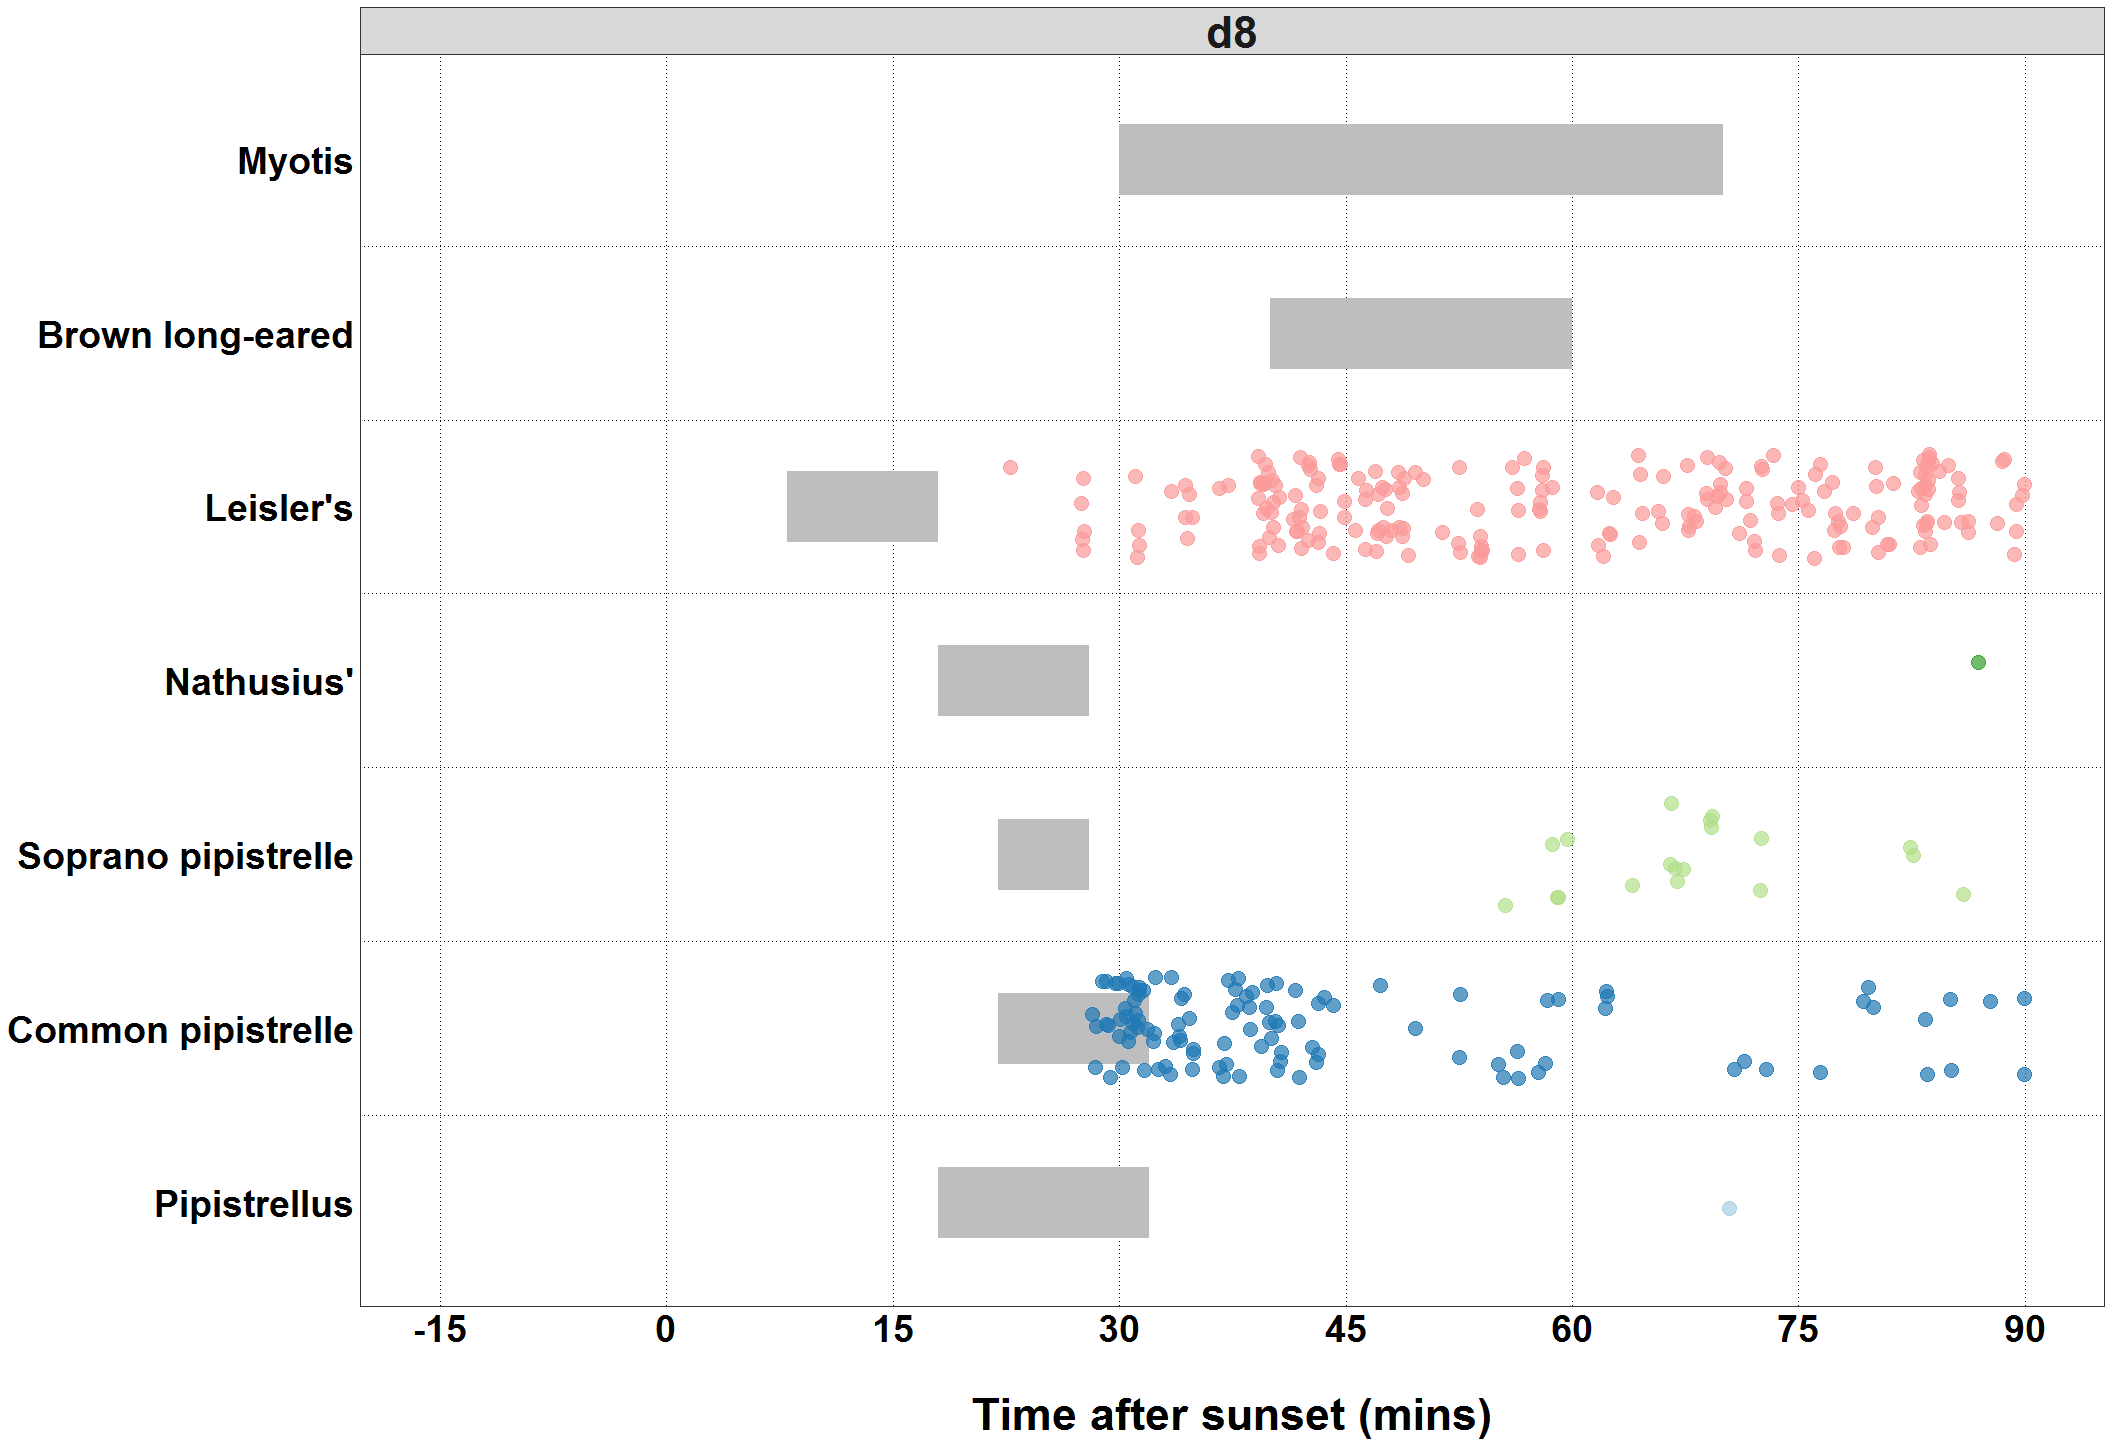 d8
Myotis
Brown long-eared
Leisler's
Nathusius'
Soprano pipistrelle
Common pipistrelle
Pipistrellus
-15 0 15 30 45 60 75 90
Time after sunset (mins)